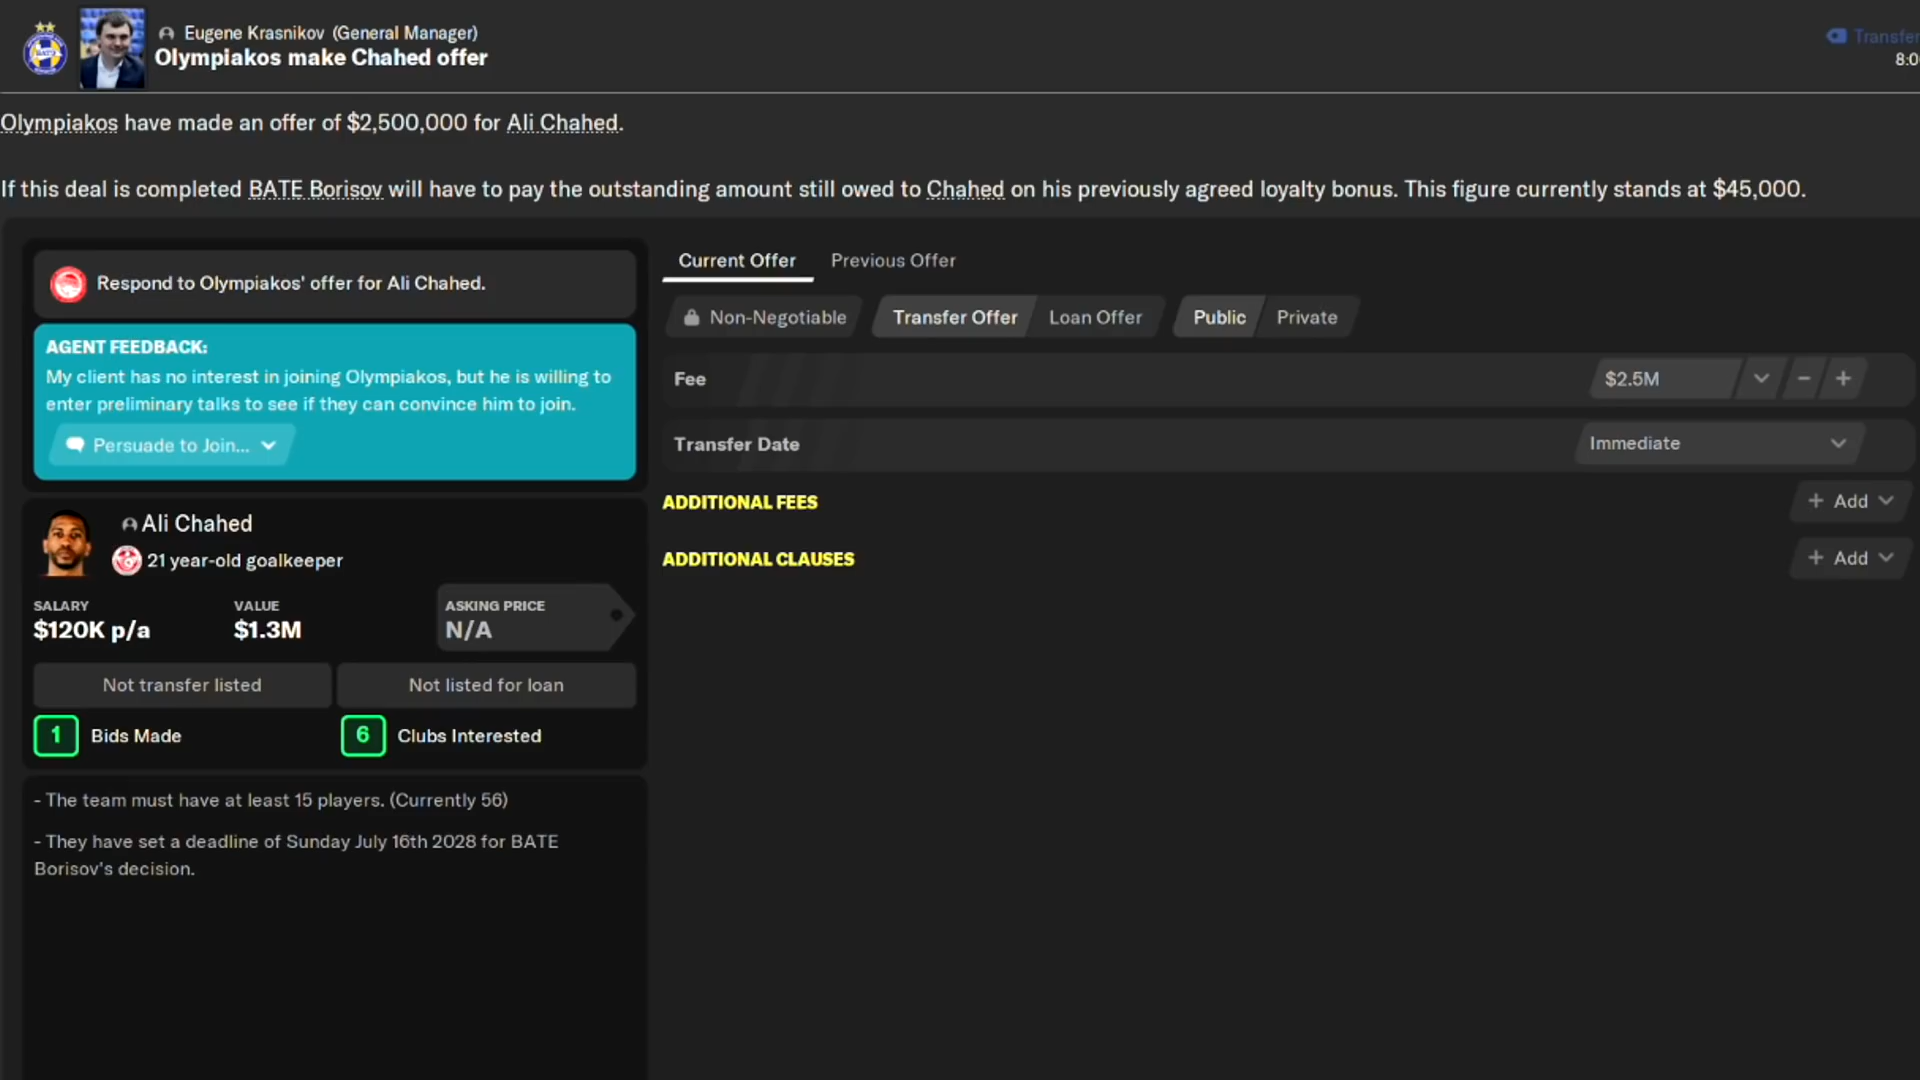 Eugene Krasnikov (General Manager)
Olympiakos make Chahed offer
Transfer
Olympiakos have made an offer of $2,500,000 for Ali Chahed.
If this deal is completed BATE Borisov will have to pay the outstanding amount still owed to Chahed on his previously agreed loyalty bonus. This figure currently stands at $45,000.
Respond to Olympiakos' offer for Ali Chahed.
AGENT FEEDBACK:
My client has no interest in joining Olympiakos, but he is willing to
enter preliminary talks to see if they can convince him to join.
Persuade to Join...
Ali Chahed
21 year-old goalkeeper
SALARY
$120K p/a
VALUE
$1.3M
ASKING PRICE
N/A
Not transfer listed
Not listed for loan
1 Bids Made
6 Clubs Interested
- The team must have at least 15 players. (Currently 56)
- They have set a deadline of Sunday July 16th 2028 for BATE
Borisov's decision.
Current Offer
Previous Offer
Non-Negotiable
Transfer Offer
Loan Offer
Public
Private
Fee
$2.5M
Transfer Date
Immediate
ADDITIONAL FEES
+ Add
ADDITIONAL CLAUSES
+ Add